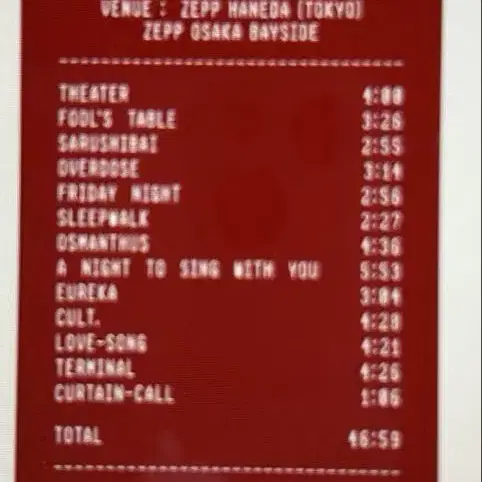 VENUE : ZEPP HANEDA (TOKYO)
ZEPP OSAKA BAYSIDE
THEATER 4:00
FOOL'S TABLE 3:26
SARUSHIBAI 2:55
OVERDOSE 3:14
FRIDAY NIGHT 2:56
SLEEPWALK 2:27
OSMANTHUS 4:36
A NIGHT TO SING WITH YOU 5:53
EUREKA 3:04
CULT. 4:20
LOVE-SONG 4:21
TERMINAL 4:26
CURTAIN-CALL 1:06
TOTAL 46:59